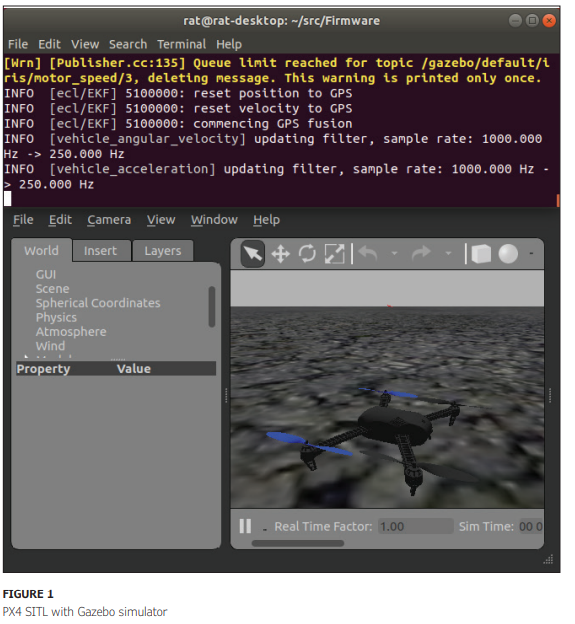 rat@rat-desktop: ~/src/Firmware
File Edit View Search Terminal Help
[Wrn] [Publisher.cc:135] Queue limit reached for topic /gazebo/default/i
ris/motor_speed/3, deleting message. This warning is printed only once.
INFO [ecl/EKF] 5100000: reset position to GPS
INFO [ecl/EKF] 5100000: reset velocity to GPS
INFO [ecl/EKF] 5100000: commencing GPS fusion
INFO [vehicle_angular_velocity] updating filter, sample rate: 1000.000
Hz -> 250.000 Hz
INFO [vehicle_acceleration] updating filter, sample rate: 1000.000 Hz -
> 250.000 Hz
File Edit Camera View Window Help
World Insert Layers
GUI
Scene
Spherical Coordinates
Physics
Atmosphere
Wind
Property Value
Real Time Factor: 1.00 Sim Time: 00 0
FIGURE 1
PX4 SITL with Gazebo simulator